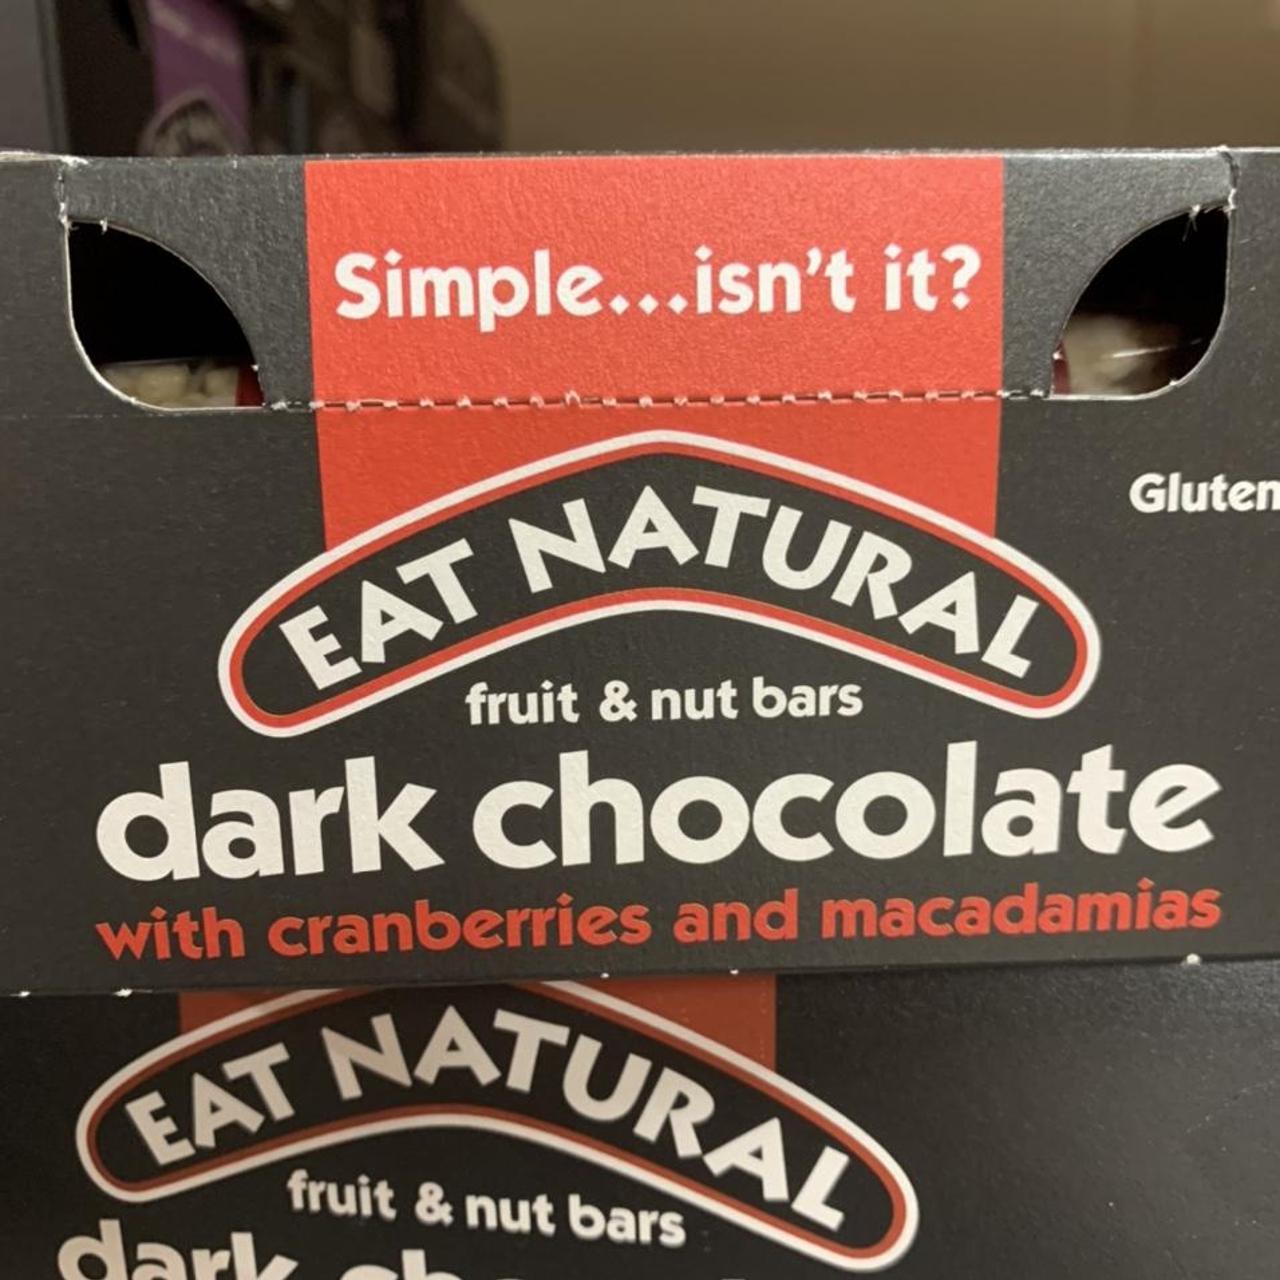 Simple...isn't it?
Gluten
EAT NATURAL
fruit & nut bars
dark chocolate
with cranberries and macadamias
EAT NATURAL
fruit & nut bars
dark